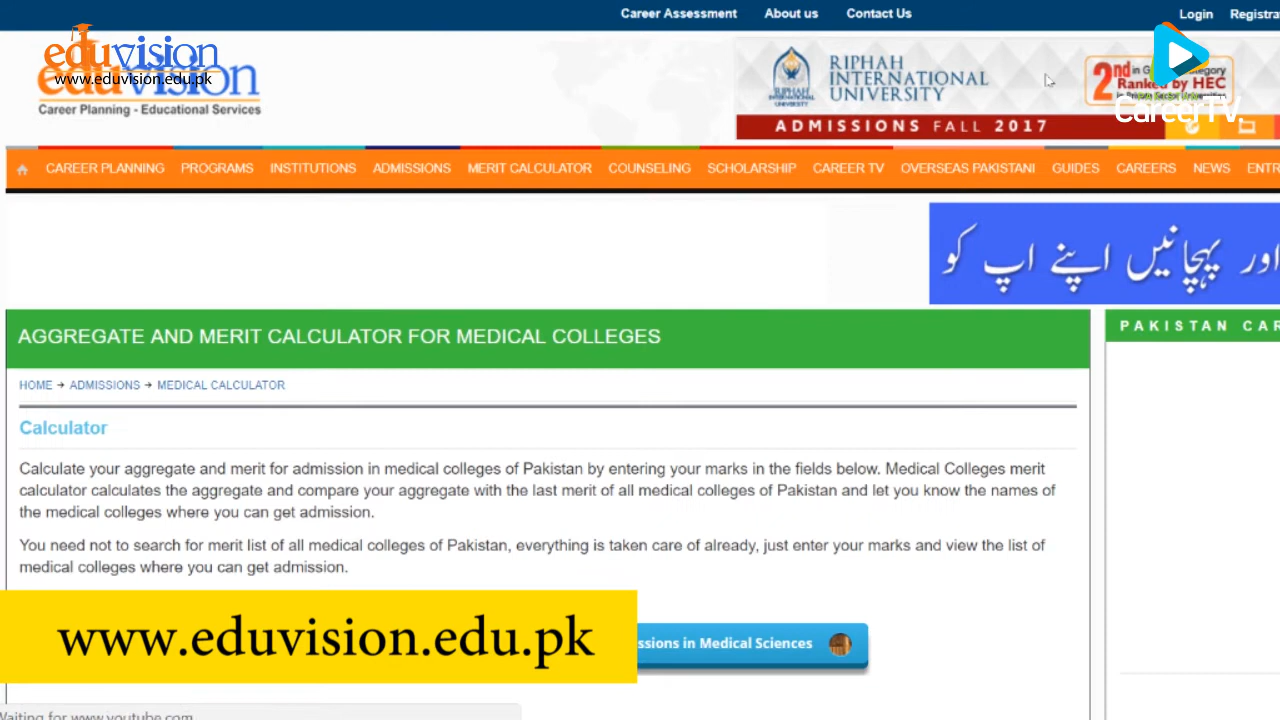 Career Assessment About us Contact Us Login Registra
eduvision
www.eduvision.edu.pk
eduvision
Career Planning - Educational Services
RIPHAH
INTERNATIONAL
UNIVERSITY
2nd in G egory
Ranked by HEC
CareerTV
ADMISSIONS FALL 2017
CAREER PLANNING PROGRAMS INSTITUTIONS ADMISSIONS MERIT CALCULATOR COUNSELING SCHOLARSHIP CAREER TV OVERSEAS PAKISTANI GUIDES CAREERS NEWS ENTR
اور پہچانیں اپنے اپ کو
AGGREGATE AND MERIT CALCULATOR FOR MEDICAL COLLEGES
PAKISTAN CAR
HOME → ADMISSIONS → MEDICAL CALCULATOR
Calculator
Calculate your aggregate and merit for admission in medical colleges of Pakistan by entering your marks in the fields below. Medical Colleges merit
calculator calculates the aggregate and compare your aggregate with the last merit of all medical colleges of Pakistan and let you know the names of
the medical colleges where you can get admission.
You need not to search for merit list of all medical colleges of Pakistan, everything is taken care of already, just enter your marks and view the list of
medical colleges where you can get admission.
www.eduvision.edu.pk
ssions in Medical Sciences
Waiting for www.youtube.com